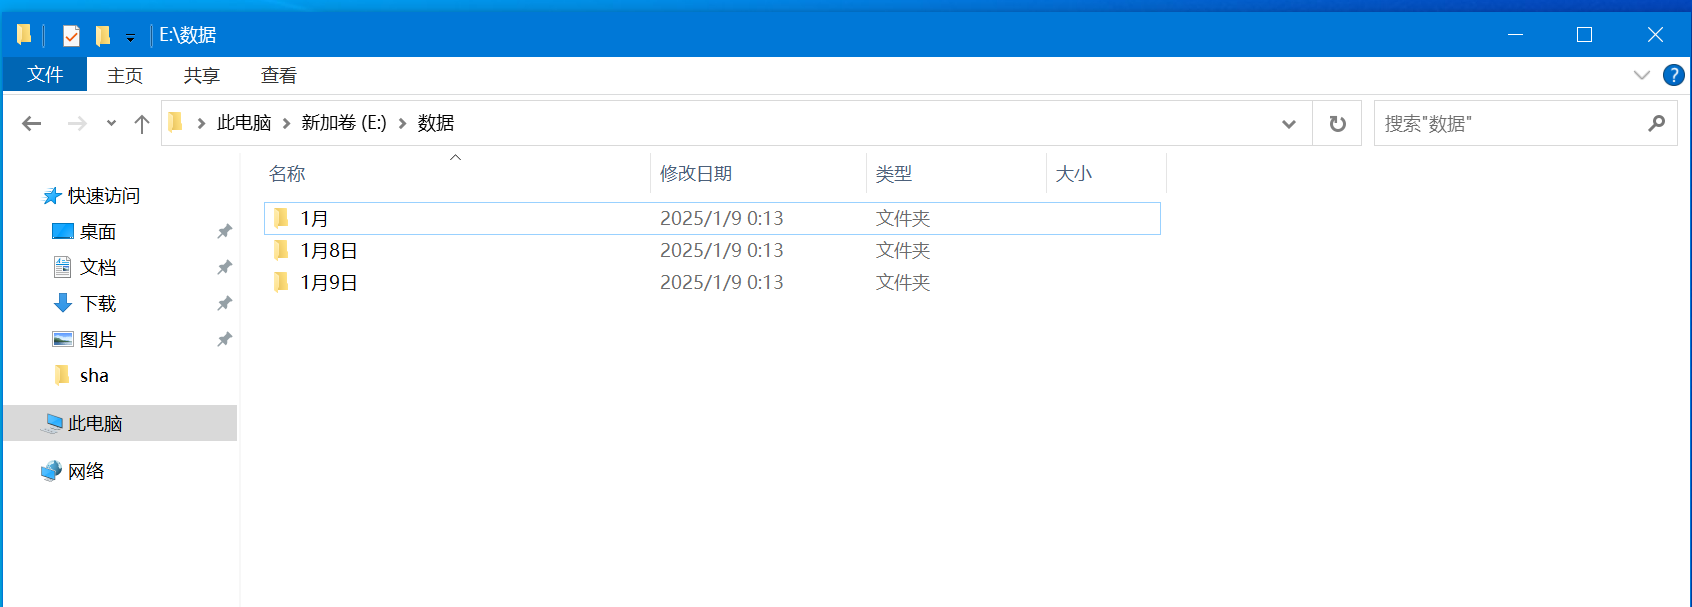 E:\数据
文件 主页 共享 查看
此电脑 新加卷 (E:) 数据
搜索"数据"
名称 修改日期 类型 大小
快速访问
桌面
文档
下载
图片
sha
此电脑
网络
1月 2025/1/9 0:13 文件夹
1月8日 2025/1/9 0:13 文件夹
1月9日 2025/1/9 0:13 文件夹